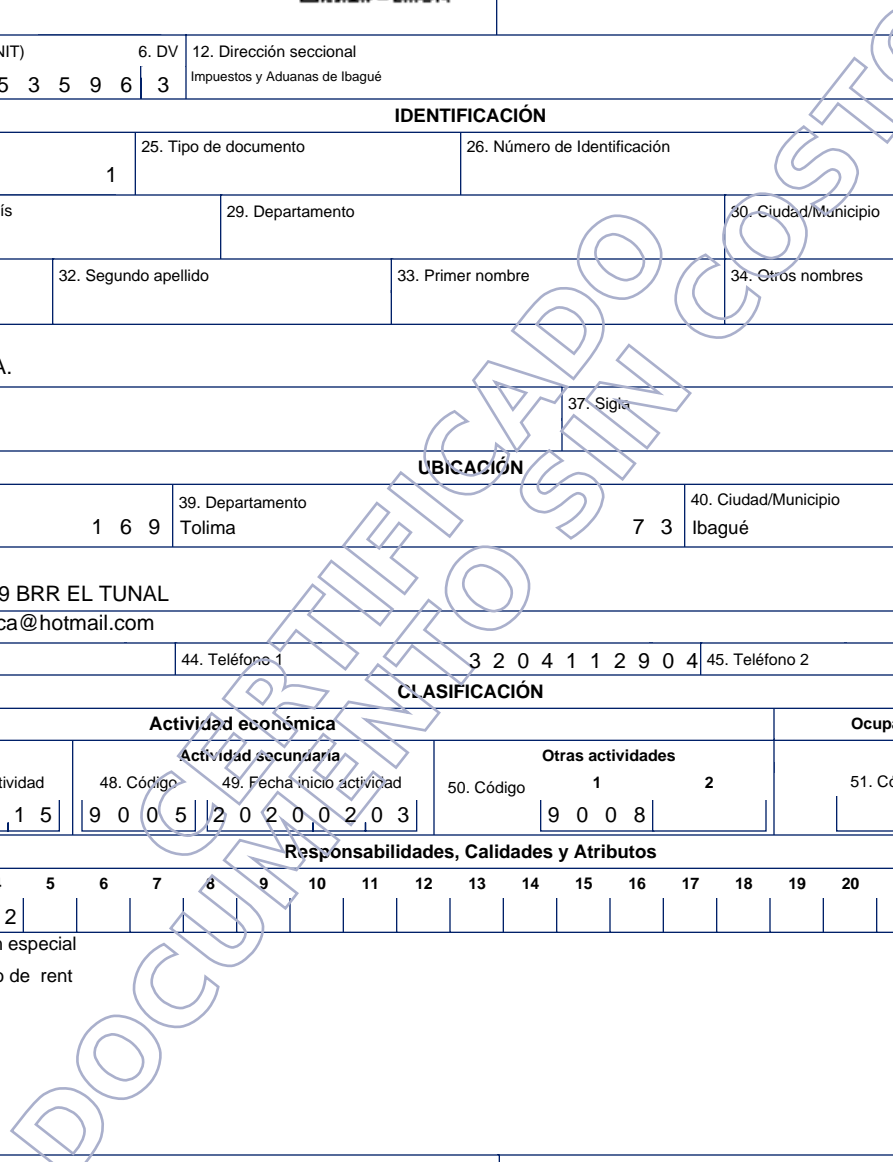 NIT) 6. DV 12. Dirección seccional
5 3 5 9 6 3 Impuestos y Aduanas de Ibagué
IDENTIFICACIÓN
25. Tipo de documento 26. Número de Identificación
1
ís 29. Departamento 30. Ciudad/Municipio
32. Segundo apellido 33. Primer nombre 34. Otros nombres
A.
37. Sigla
UBICACIÓN
39. Departamento 40. Ciudad/Municipio
1 6 9 Tolima 7 3 Ibagué
9 BRR EL TUNAL
ca@hotmail.com
44. Teléfono 1 3 2 0 4 1 1 2 9 0 4 45. Teléfono 2
CLASIFICACIÓN
Actividad económica Ocupa
Actividad secundaria Otras actividades
tividad 48. Código 49. Fecha inicio actividad 50. Código 1 2 51. Có
1 5 9 0 0 5 2 0 2 0 0 2 0 3 9 0 0 8
Responsabilidades, Calidades y Atributos
5 6 7 8 9 10 11 12 13 14 15 16 17 18 19 20
2
n especial
o de rent
CERTIFICADO
DOCUMENTO SIN COSTO